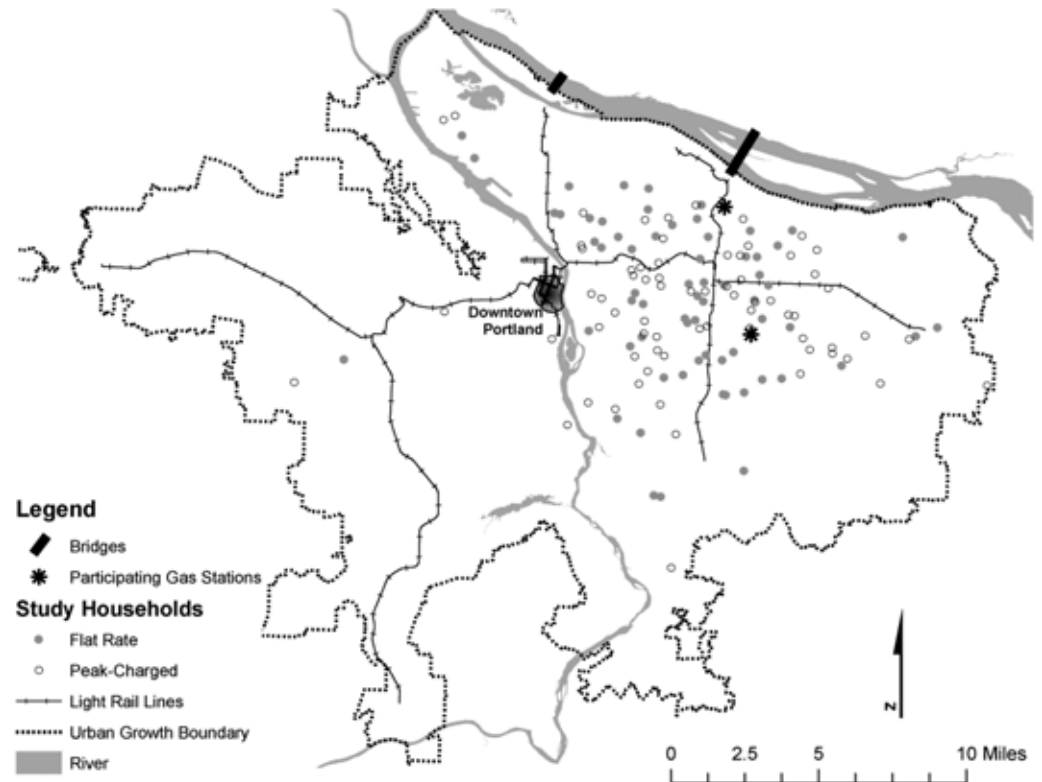 Downtown
Portland
Legend
Bridges
Participating Gas Stations
Study Households
Flat Rate
Peak-Charged
Light Rail Lines
Urban Growth Boundary
River
N
0 2.5 5 10 Miles